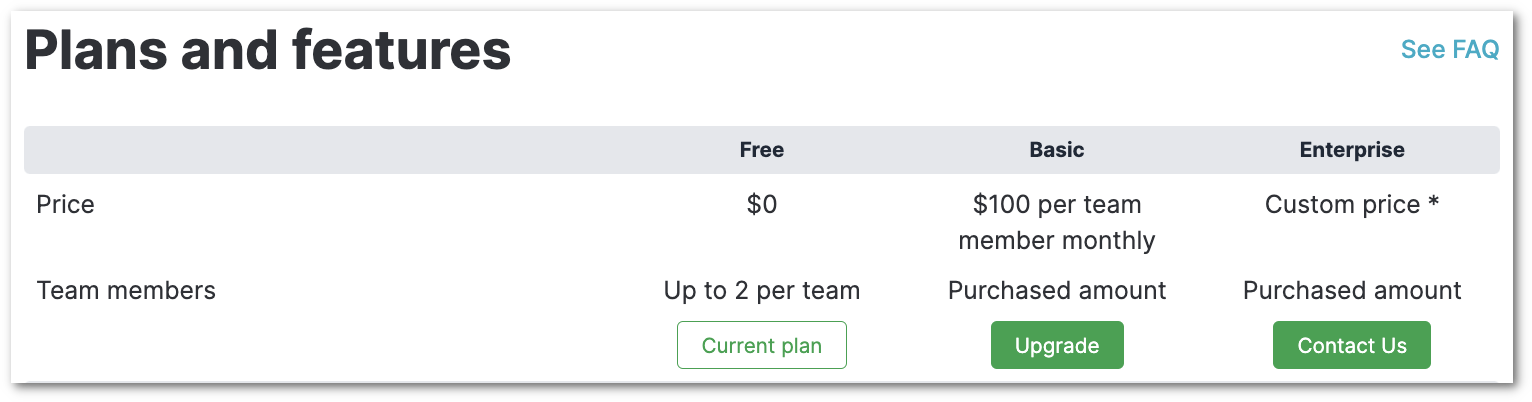 Plans and features
See FAQ
Free Basic Enterprise
Price $0 $100 per team Custom price *
member monthly
Team members Up to 2 per team Purchased amount Purchased amount
Current plan Upgrade Contact Us